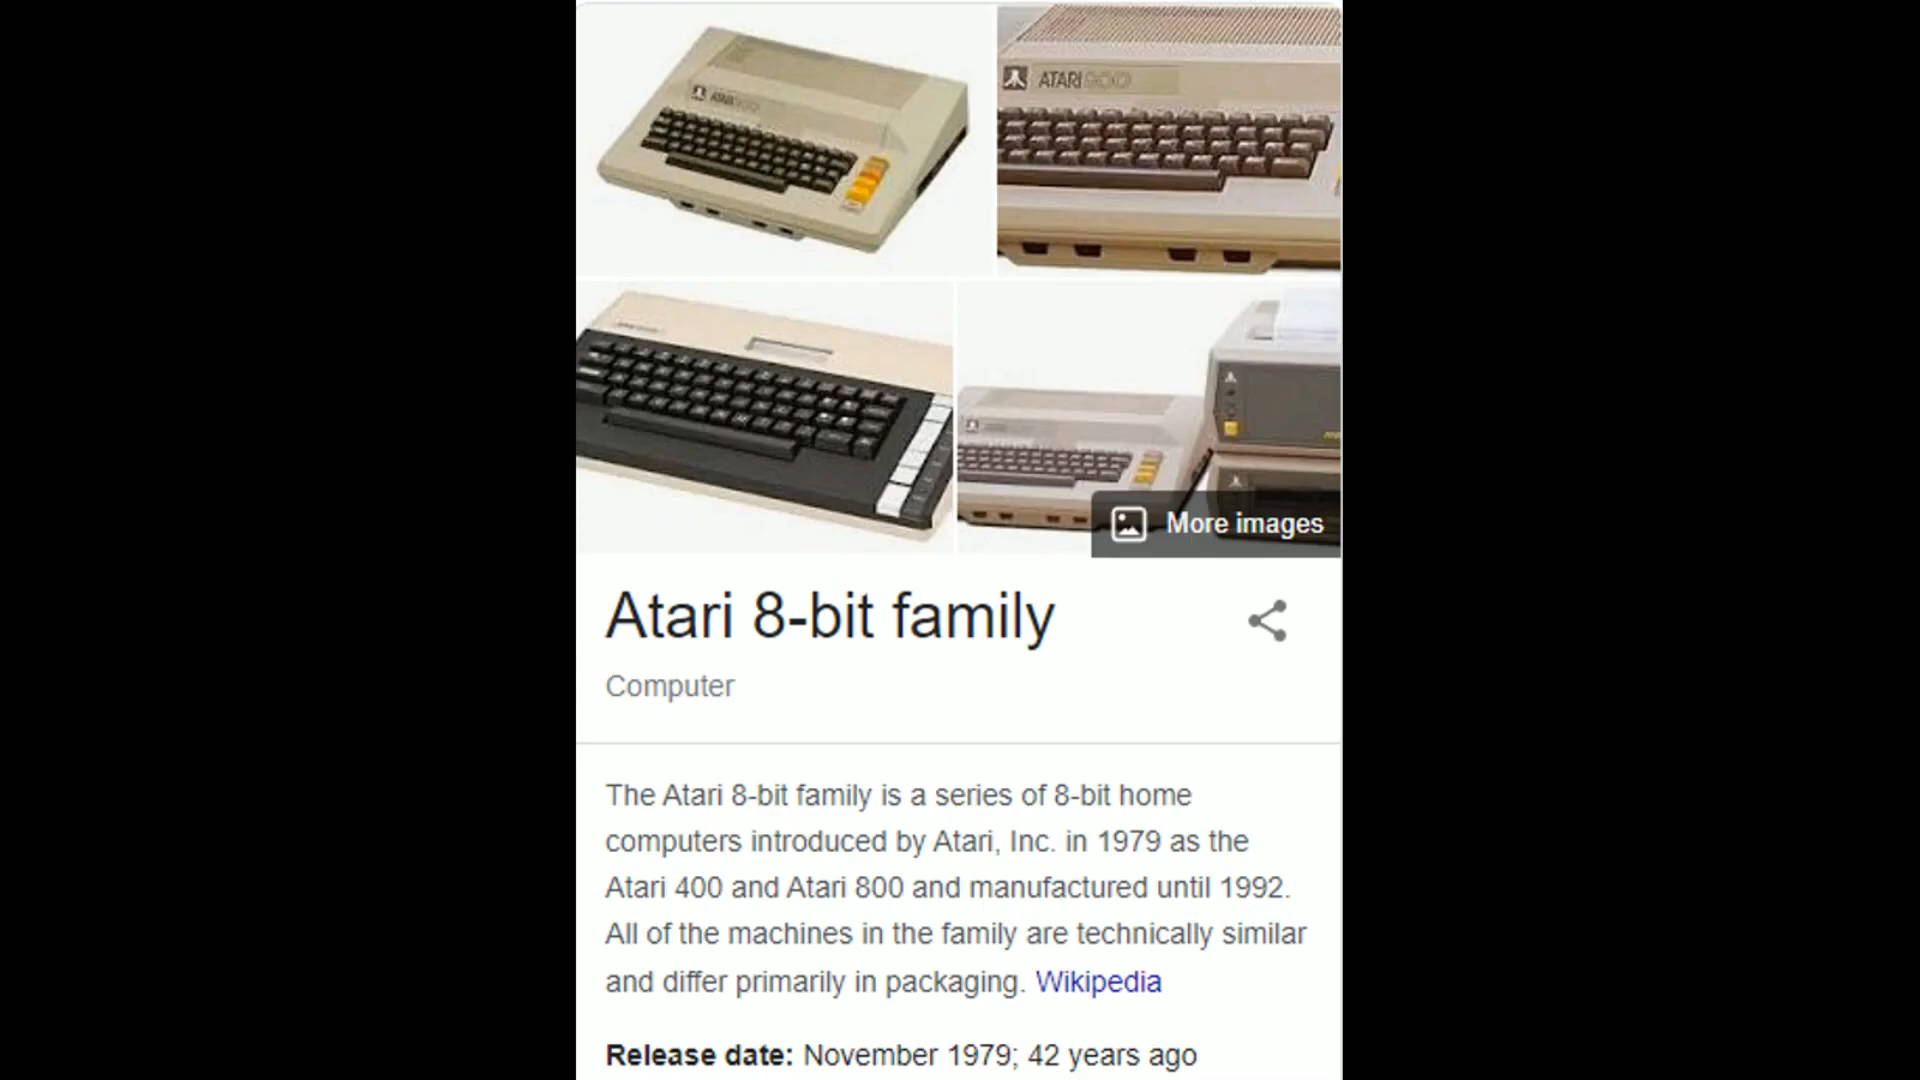 ATARI 800
ATARI 800
More images
Atari 8-bit family
Computer
The Atari 8-bit family is a series of 8-bit home
computers introduced by Atari, Inc. in 1979 as the
Atari 400 and Atari 800 and manufactured until 1992.
All of the machines in the family are technically similar
and differ primarily in packaging. Wikipedia
Release date: November 1979; 42 years ago